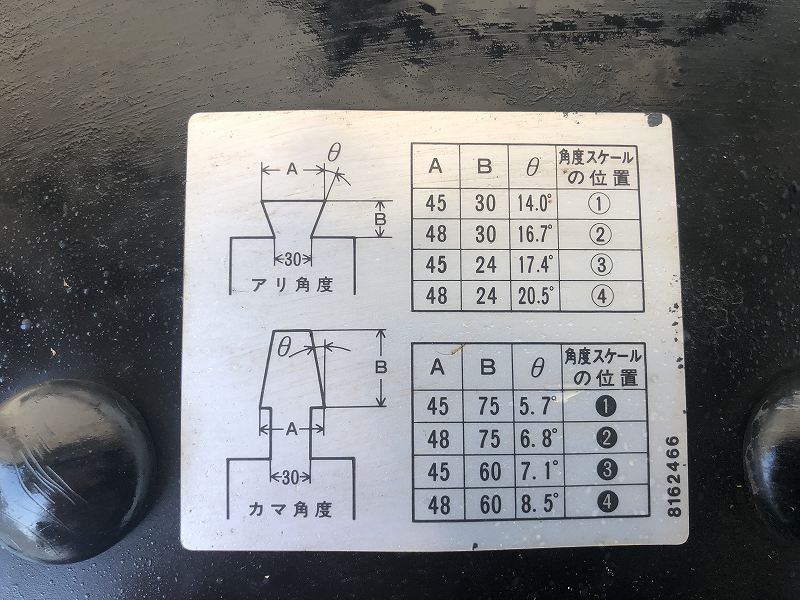 A
θ
B
30
アリ角度
A B θ 角度スケールの位置
45 30 14.0° ①
48 30 16.7° ②
45 24 17.4° ③
48 24 20.5° ④
θ
B
A
30
カマ角度
A B θ 角度スケールの位置
45 75 5.7° ❶
48 75 6.8° ❷
45 60 7.1° ❸
48 60 8.5° ❹
8162466